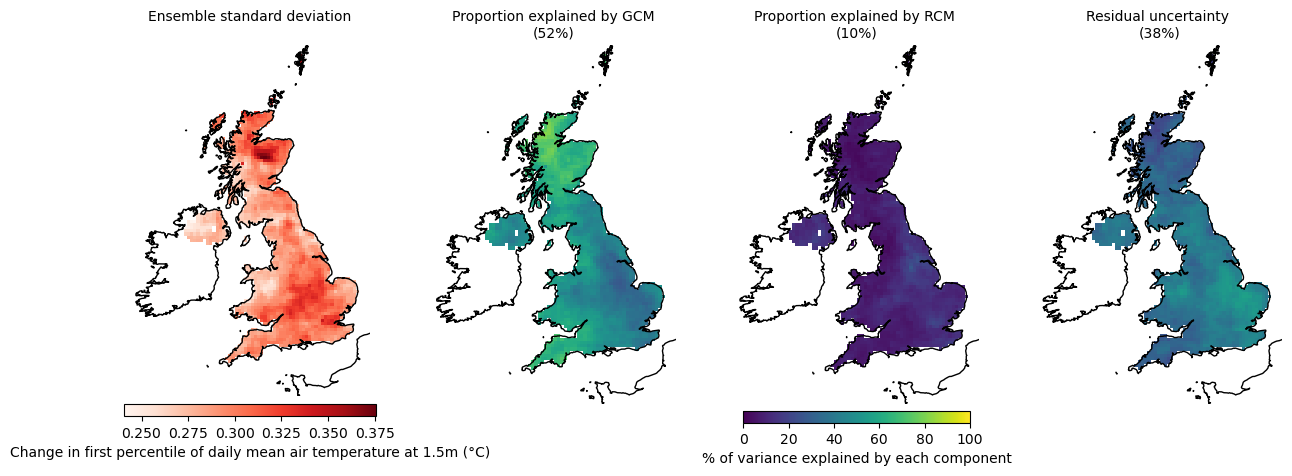 Ensemble standard deviation
Proportion explained by GCM
(52%)
Proportion explained by RCM
(10%)
Residual uncertainty
(38%)
0.250 0.275 0.300 0.325 0.350 0.375
Change in first percentile of daily mean air temperature at 1.5m (°C)
0 20 40 60 80 100
% of variance explained by each component